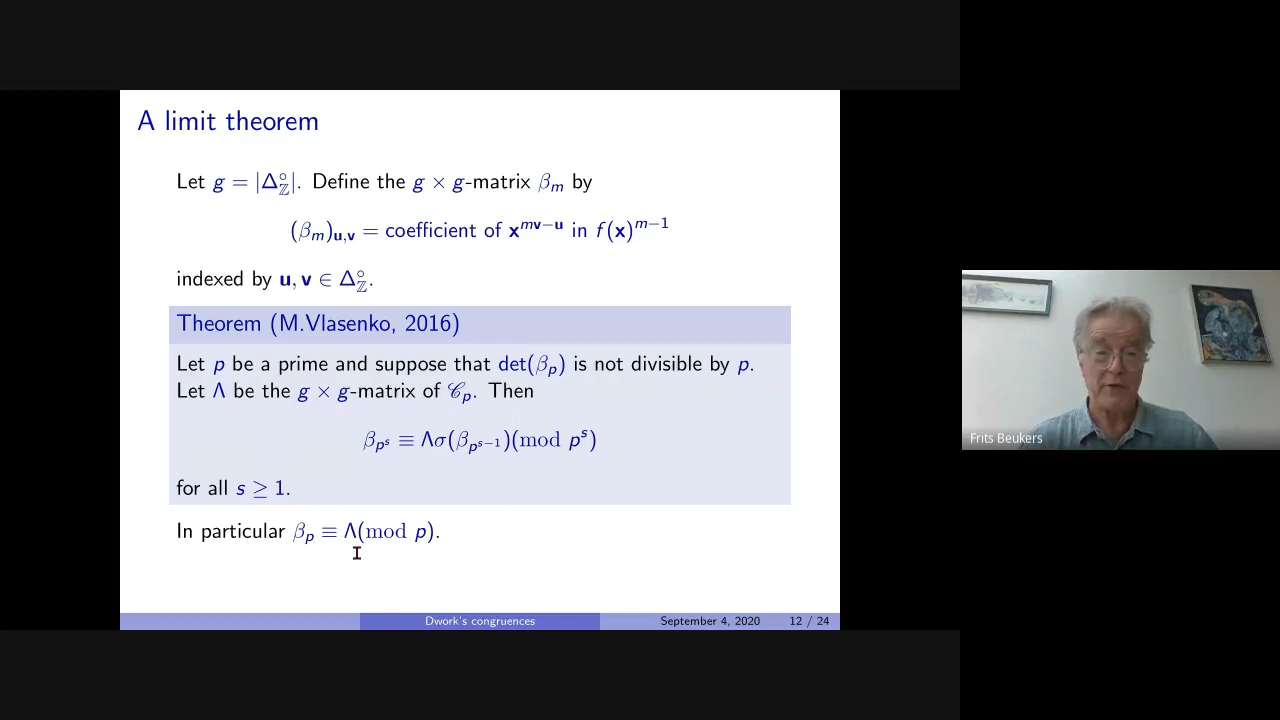 A limit theorem
Let g = |Δ°_ℤ|. Define the g × g-matrix β_m by
(β_m)_{u,v} = coefficient of x^{mv−u} in f(x)^{m−1}
indexed by u, v ∈ Δ°_ℤ.
Theorem (M.Vlasenko, 2016)
Let p be a prime and suppose that det(β_p) is not divisible by p.
Let Λ be the g × g-matrix of 𝒞_p. Then
β_{p^s} ≡ Λσ(β_{p^{s−1}})(mod p^s)
for all s ≥ 1.
In particular β_p ≡ Λ(mod p).
Dwork's congruences
September 4, 2020
12 / 24
Frits Beukers